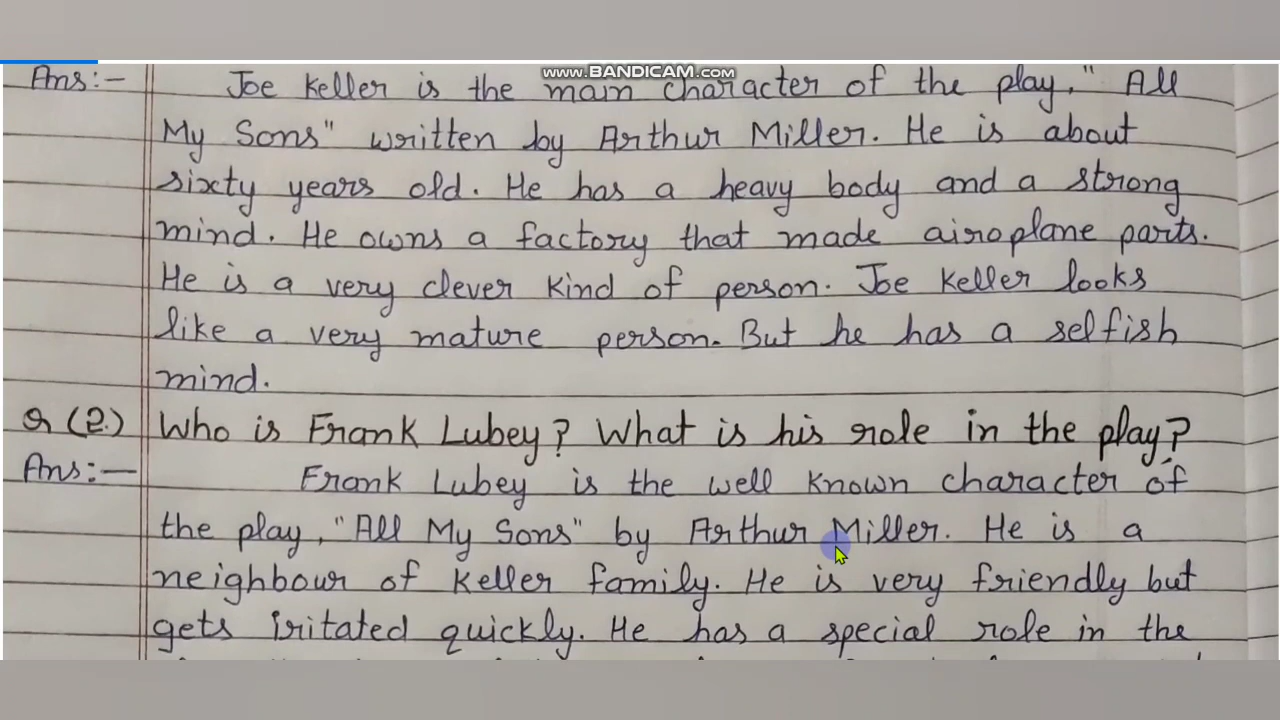 www.BANDICAM.com
Ans:- Joe Keller is the main character of the play, "All
My Sons" written by Arthur Miller. He is about
sixty years old. He has a heavy body and a strong
mind. He owns a factory that made airoplane parts.
He is a very clever kind of person. Joe Keller looks
like a very mature person. But he has a selfish
mind.
Q (2.) Who is Frank Lubey? What is his role in the play?
Ans:— Frank Lubey is the well known character of
the play, "All My Sons" by Arthur Miller. He is a
neighbour of Keller family. He is very friendly but
gets iritated quickly. He has a special role in the